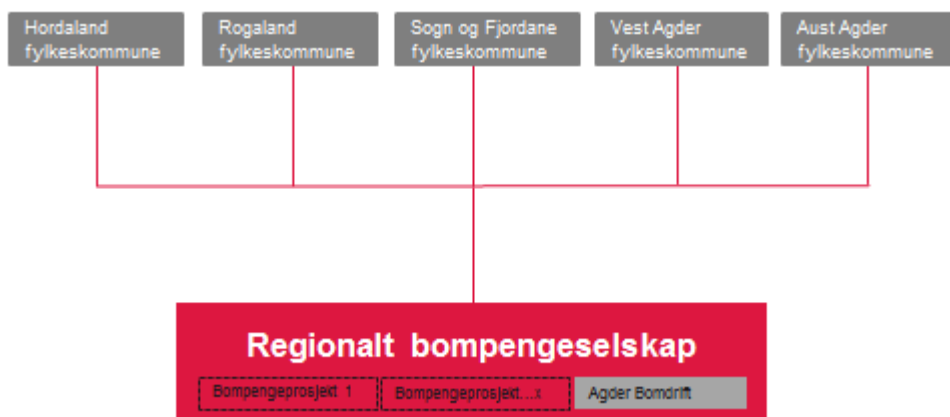 Hordaland
fylkeskommune
Rogaland
fylkeskommune
Sogn og Fjordane
fylkeskommune
Vest Agder
fylkeskommune
Aust Agder
fylkeskommune
Regionalt bompengeselskap
Bompengeprosjekt 1
Bompengeprosjekt...x
Agder Bomdrift